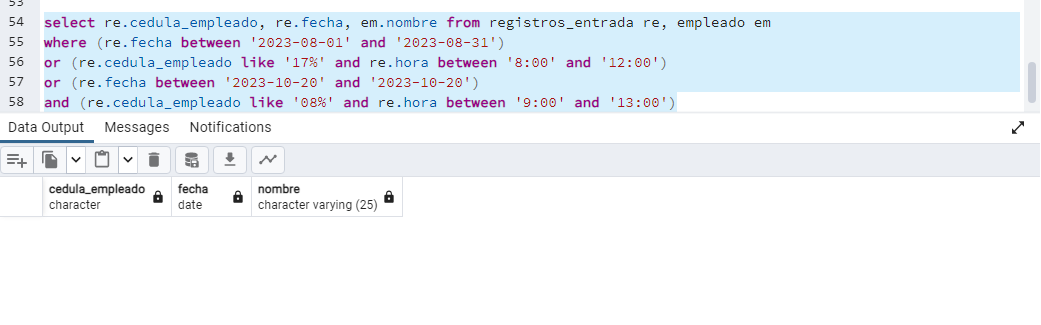 53
54 select re.cedula_empleado, re.fecha, em.nombre from registros_entrada re, empleado em
55 where (re.fecha between '2023-08-01' and '2023-08-31')
56 or (re.cedula_empleado like '17%' and re.hora between '8:00' and '12:00')
57 or (re.fecha between '2023-10-20' and '2023-10-20')
58 and (re.cedula_empleado like '08%' and re.hora between '9:00' and '13:00')
Data Output Messages Notifications
cedula_empleado fecha nombre
character date character varying (25)